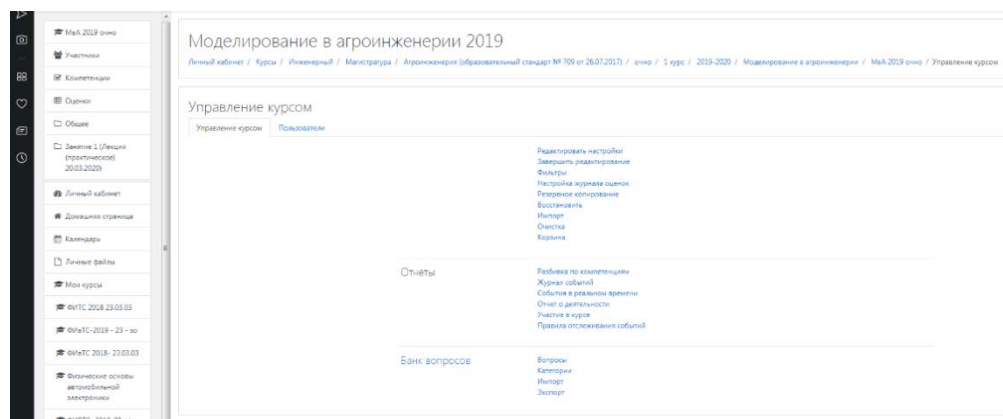 МвА 2019 очно
Участники
Компетенции
Оценки
Общее
Занятие 1 (Лекция
(практическое)
20.03.2020)
Личный кабинет
Домашняя страница
Календарь
Личные файлы
Мои курсы
ФИТС 2018 23.03.03
ФИиТС-2019 - 23 - зо
ФИиТС 2018- 23.03.03
Физические основы
автомобильной
электроники
Моделирование в агроинженерии 2019
Личный кабинет / Курсы / Инженерный / Магистратура / Агроинженерия (образовательный стандарт № 709 от 26.07.2017) / очно / 1 курс / 2019-2020 / Моделирование в агроинженерии / МвА 2019 очно / Управление курсом
Управление курсом
Управление курсом Пользователи
Редактировать настройки
Завершить редактирование
Фильтры
Настройка журнала оценок
Резервное копирование
Восстановить
Импорт
Очистка
Корзина
Отчеты
Разбивка по компетенциям
Журнал событий
События в реальном времени
Отчет о деятельности
Участие в курсе
Правила отслеживания событий
Банк вопросов
Вопросы
Категории
Импорт
Экспорт